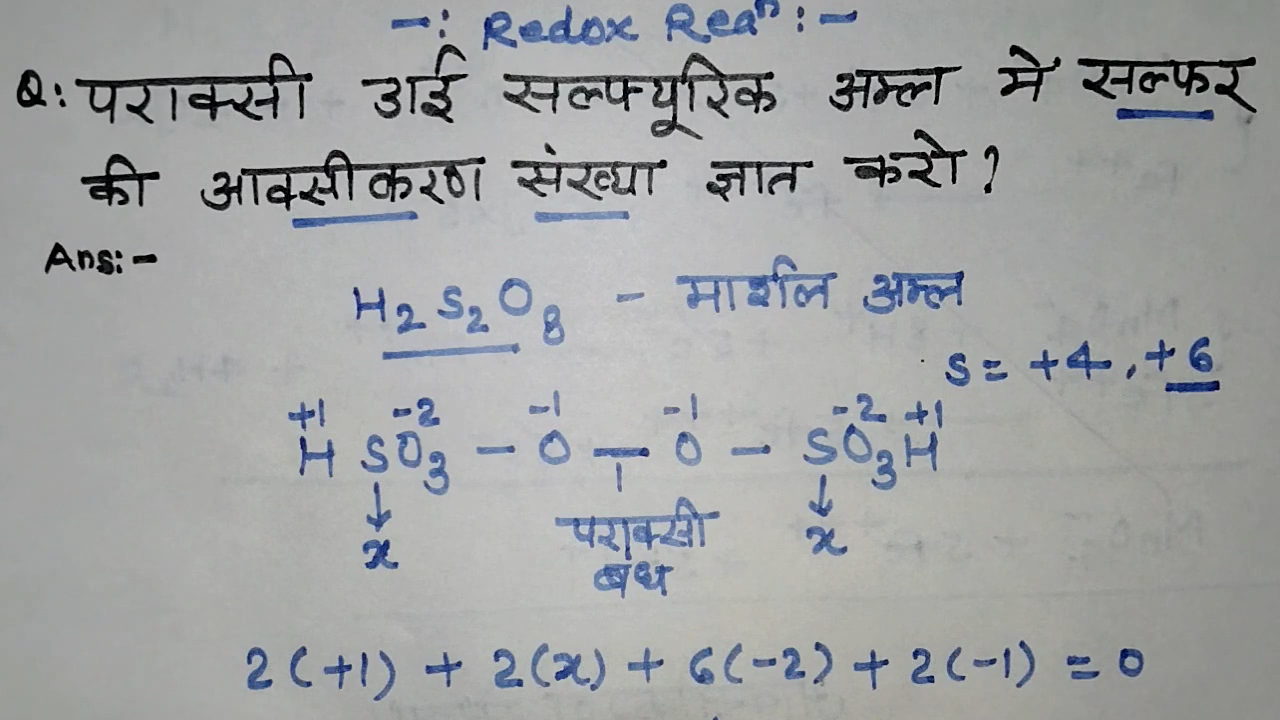 -: Redox Reaⁿ :-
Q: पराक्सी डाई सल्फ्यूरिक अम्ल में सल्फर
की आक्सीकरण संख्या ज्ञात करो?
Ans:-
H₂S₂O₈ - मार्शल अम्ल
S = +4, +6
+1 -2 -1 -1 -2 +1
H SO₃ - O - O - SO₃H
↓ ↓
x पराक्सी x
बंध
2(+1) + 2(x) + 6(-2) + 2(-1) = 0